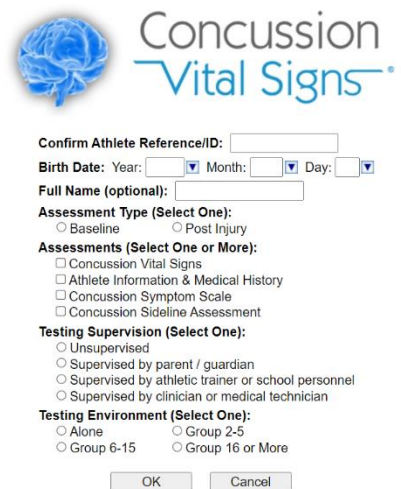 Concussion
Vital Signs
Confirm Athlete Reference/ID:
Birth Date: Year: Month: Day:
Full Name (optional):
Assessment Type (Select One):
Baseline Post Injury
Assessments (Select One or More):
Concussion Vital Signs
Athlete Information & Medical History
Concussion Symptom Scale
Concussion Sideline Assessment
Testing Supervision (Select One):
Unsupervised
Supervised by parent / guardian
Supervised by athletic trainer or school personnel
Supervised by clinician or medical technician
Testing Environment (Select One):
Alone Group 2-5
Group 6-15 Group 16 or More
OK Cancel